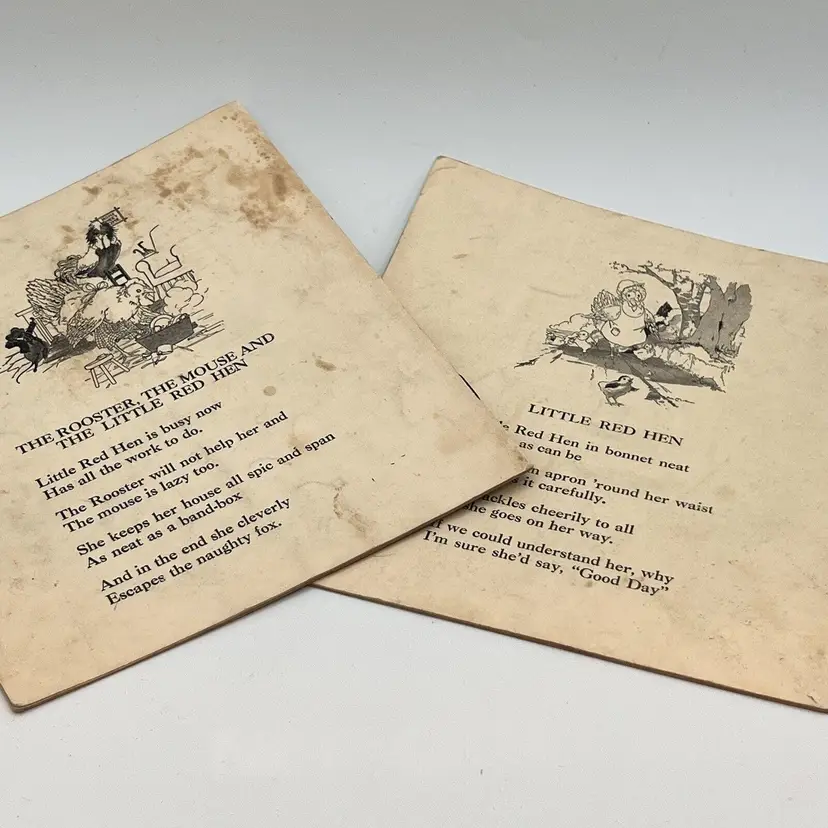 THE ROOSTER, THE MOUSE AND
THE LITTLE RED HEN
Little Red Hen is busy now
Has all the work to do.
The Rooster will not help her and
The mouse is lazy too.
She keeps her house all spic and span
As neat as a band-box
And in the end she cleverly
Escapes the naughty fox.
LITTLE RED HEN
Red Hen in bonnet neat
as can be
apron 'round her waist
it carefully.
cheerily to all
she goes on her way.
If we could understand her, why
I'm sure she'd say, "Good Day"